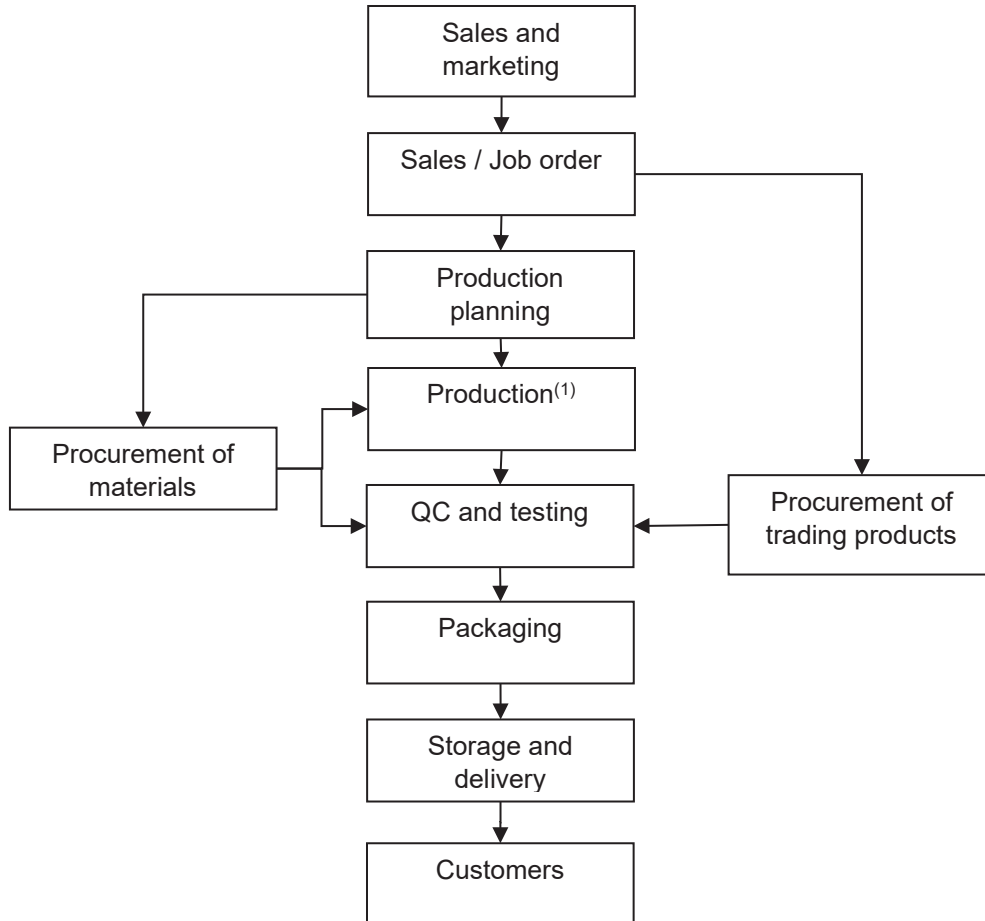 Sales and
marketing
Sales / Job order
Production
planning
Production(1)
Procurement of
materials
QC and testing
Procurement of
trading products
Packaging
Storage and
delivery
Customers